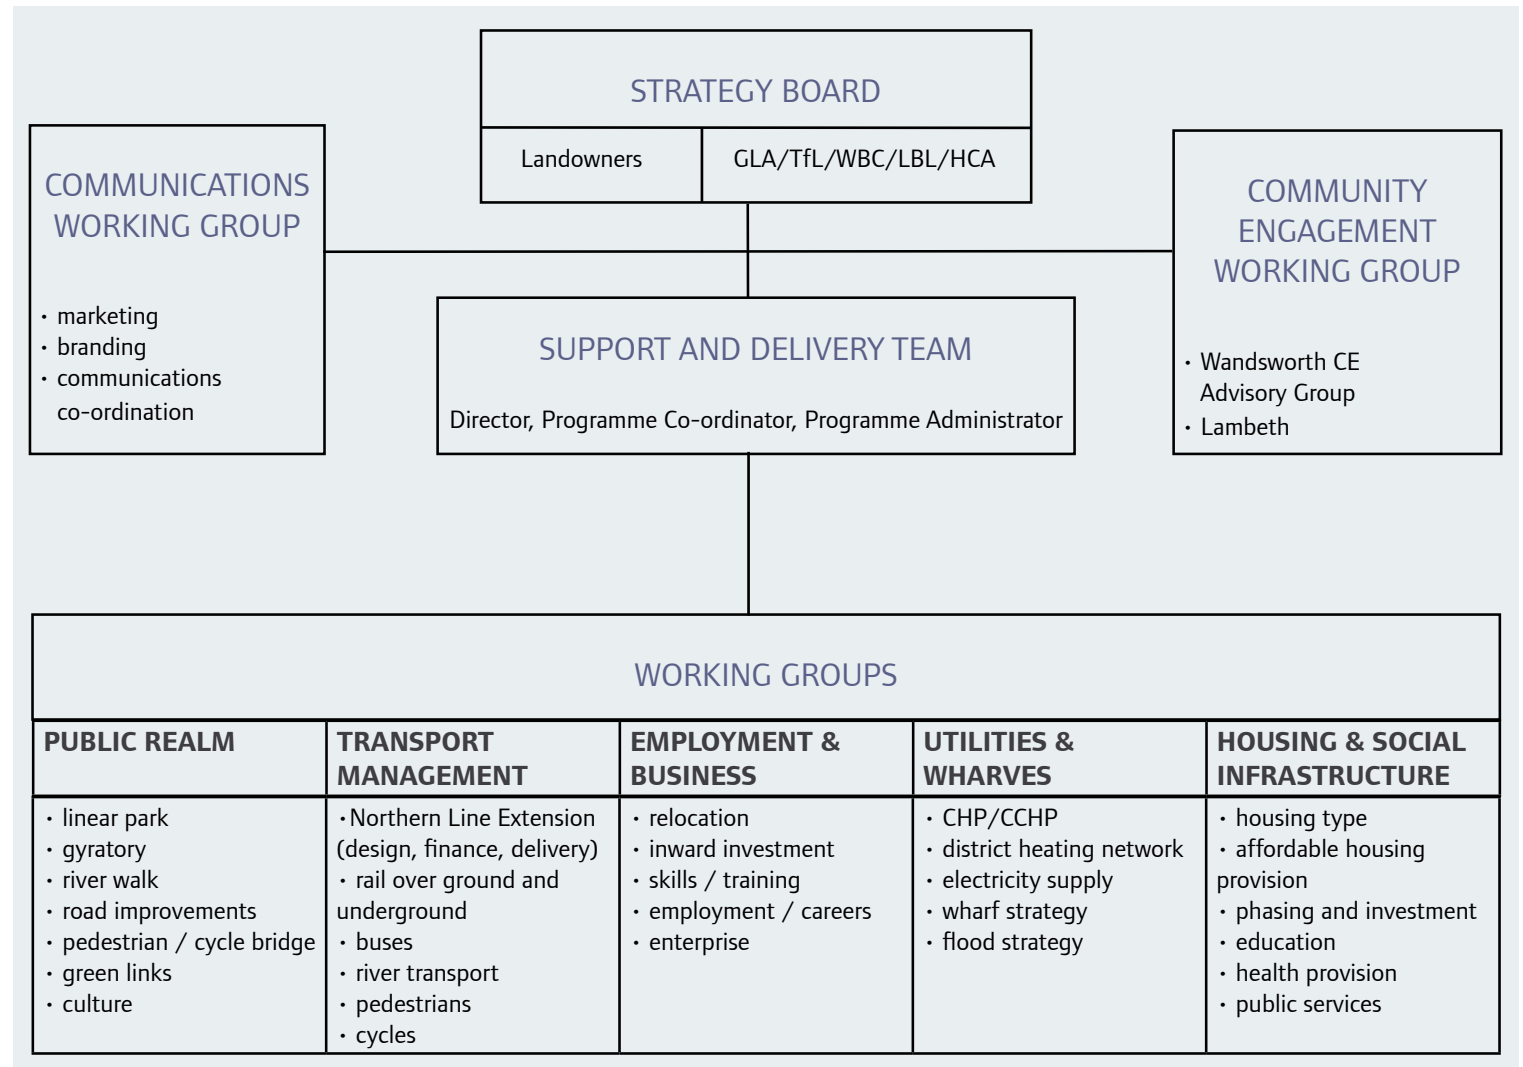 STRATEGY BOARD
Landowners
GLA/TfL/WBC/LBL/HCA
COMMUNICATIONS
WORKING GROUP
· marketing
· branding
· communications
co-ordination
COMMUNITY
ENGAGEMENT
WORKING GROUP
· Wandsworth CE
Advisory Group
· Lambeth
SUPPORT AND DELIVERY TEAM
Director, Programme Co-ordinator, Programme Administrator
WORKING GROUPS
PUBLIC REALM
· linear park
· gyratory
· river walk
· road improvements
· pedestrian / cycle bridge
· green links
· culture
TRANSPORT
MANAGEMENT
· Northern Line Extension
(design, finance, delivery)
· rail over ground and
underground
· buses
· river transport
· pedestrians
· cycles
EMPLOYMENT &
BUSINESS
· relocation
· inward investment
· skills / training
· employment / careers
· enterprise
UTILITIES &
WHARVES
· CHP/CCHP
· district heating network
· electricity supply
· wharf strategy
· flood strategy
HOUSING & SOCIAL
INFRASTRUCTURE
· housing type
· affordable housing
provision
· phasing and investment
· education
· health provision
· public services